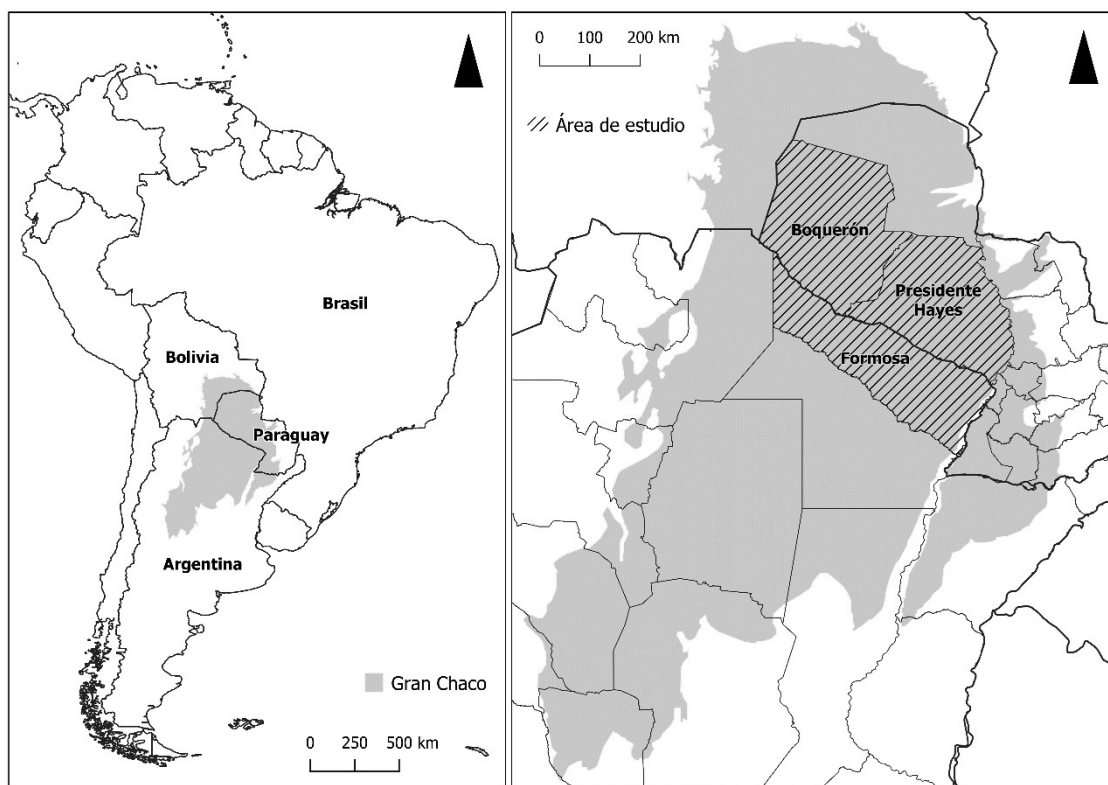 Brasil
Bolivia
Paraguay
Argentina
Gran Chaco
0 250 500 km
0 100 200 km
Área de estudio
Boquerón
Presidente
Hayes
Formosa